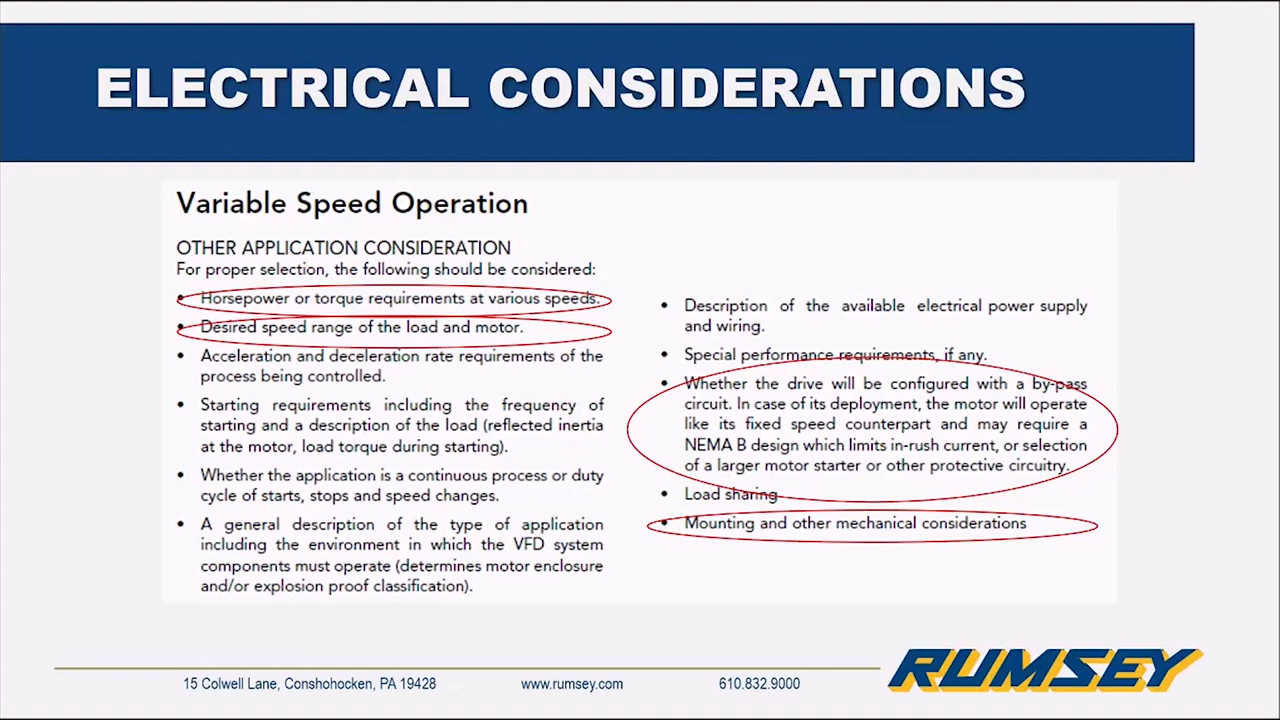 ELECTRICAL CONSIDERATIONS
Variable Speed Operation
OTHER APPLICATION CONSIDERATION
For proper selection, the following should be considered:
• Horsepower or torque requirements at various speeds.
• Desired speed range of the load and motor.
• Acceleration and deceleration rate requirements of the
process being controlled.
• Starting requirements including the frequency of
starting and a description of the load (reflected inertia
at the motor, load torque during starting).
• Whether the application is a continuous process or duty
cycle of starts, stops and speed changes.
• A general description of the type of application
including the environment in which the VFD system
components must operate (determines motor enclosure
and/or explosion proof classification).
• Description of the available electrical power supply
and wiring.
• Special performance requirements, if any.
• Whether the drive will be configured with a by-pass
circuit. In case of its deployment, the motor will operate
like its fixed speed counterpart and may require a
NEMA B design which limits in-rush current, or selection
of a larger motor starter or other protective circuitry.
• Load sharing
• Mounting and other mechanical considerations
15 Colwell Lane, Conshohocken, PA 19428
www.rumsey.com
610.832.9000
RUMSEY